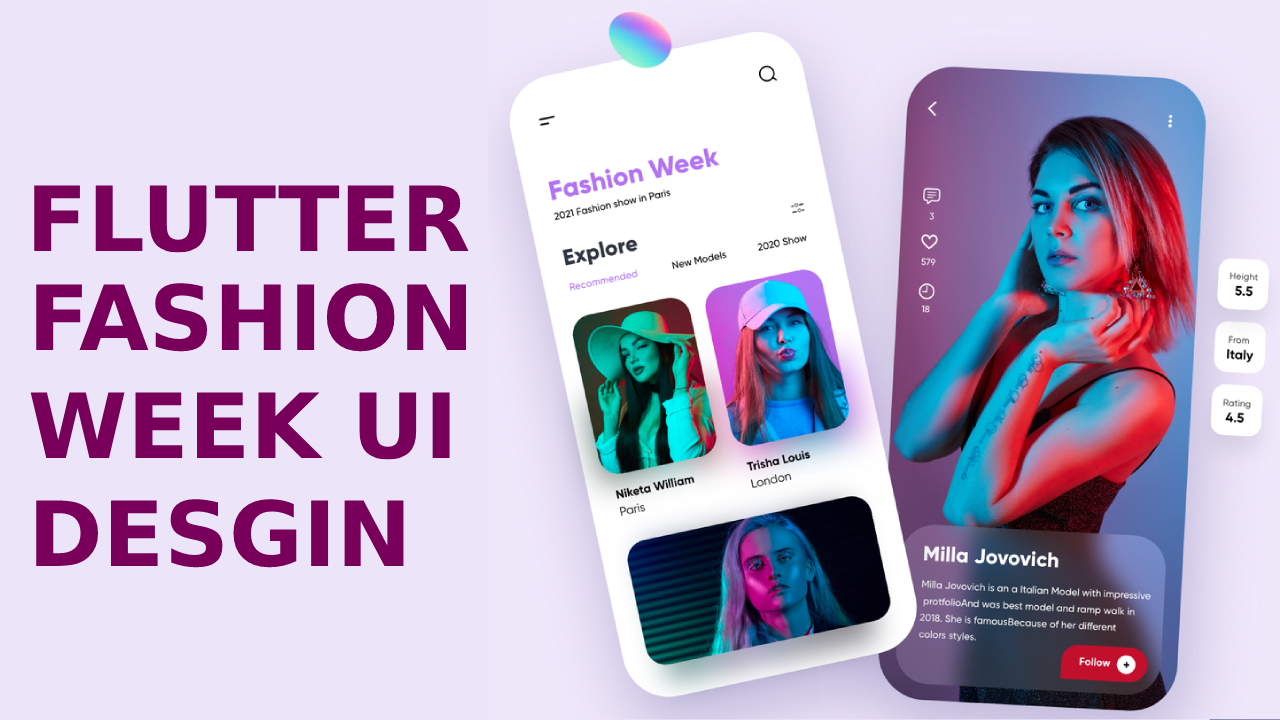 FLUTTER
FASHION
WEEK UI
DESGIN
Fashion Week
2021 Fashion show in Paris
Explore
Recommended
New Models
2020 Show
Niketa William
Paris
Trisha Louis
London
3
579
18
Milla Jovovich
Milla Jovovich is an a Italian Model with impressive
protfolioAnd was best model and ramp walk in
2018. She is famousBecause of her different
colors styles.
Follow +
Height
5.5
From
Italy
Rating
4.5